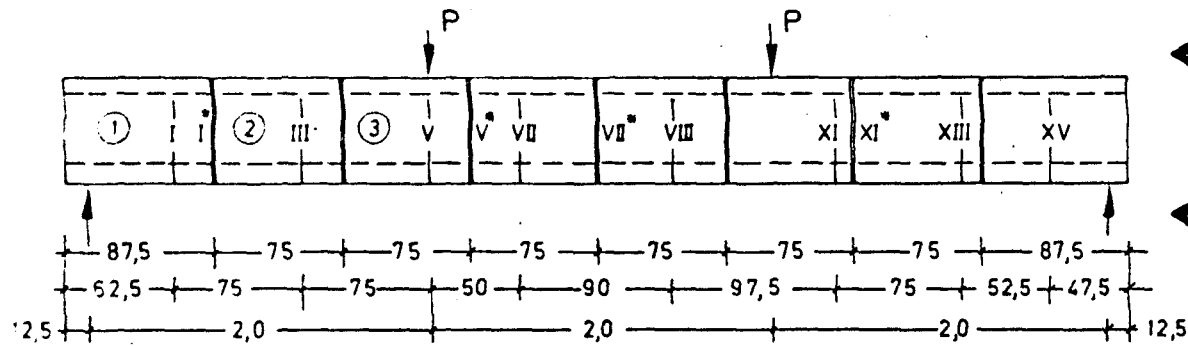 P P
1 I I* 2 III 3 V V* VII VII* VIII XI XI* XIII XV
87,5 75 75 75 75 75 75 87,5
62,5 75 75 50 90 97,5 75 52,5 47,5
12,5 2,0 2,0 2,0 12,5